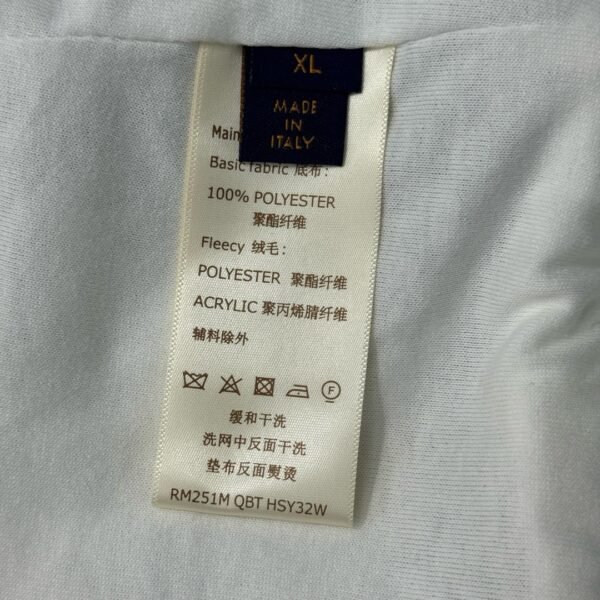 XL
MADE
IN
ITALY
Main
Basic fabric 底布:
100% POLYESTER
聚酯纤维
Fleecy 绒毛:
POLYESTER 聚酯纤维
ACRYLIC 聚丙烯腈纤维
辅料除外
F
缓和干洗
洗网中反面干洗
垫布反面熨烫
RM251M QBT HSY32W